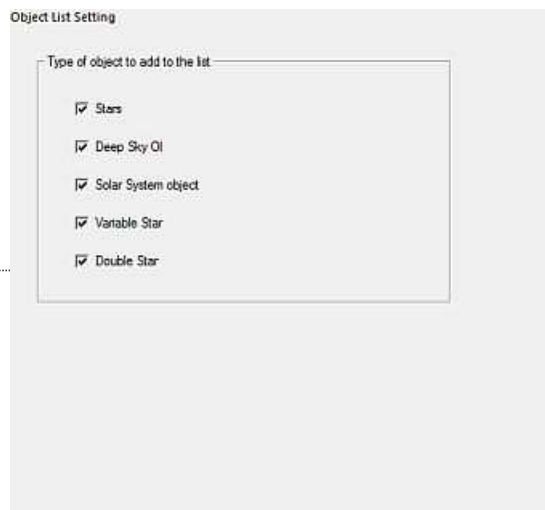 Object List Setting
Type of object to add to the list
Stars
Deep Sky Ol
Solar System object
Variable Star
Double Star